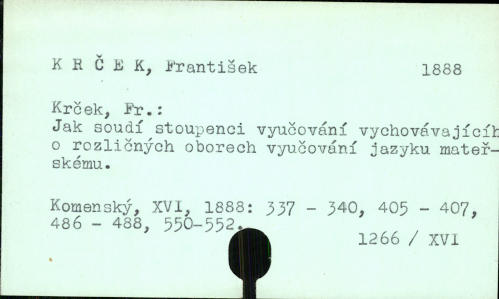 K R Č E K, František 1888
Krček, Fr.:
Jak soudí stoupenci vyučování vychovávajícíh
o rozličných oborech vyučování jazyku mateř-
skému.
Komenský, XVI, 1888: 337 - 340, 405 - 407,
486 - 488, 550-552.
1266 / XVI